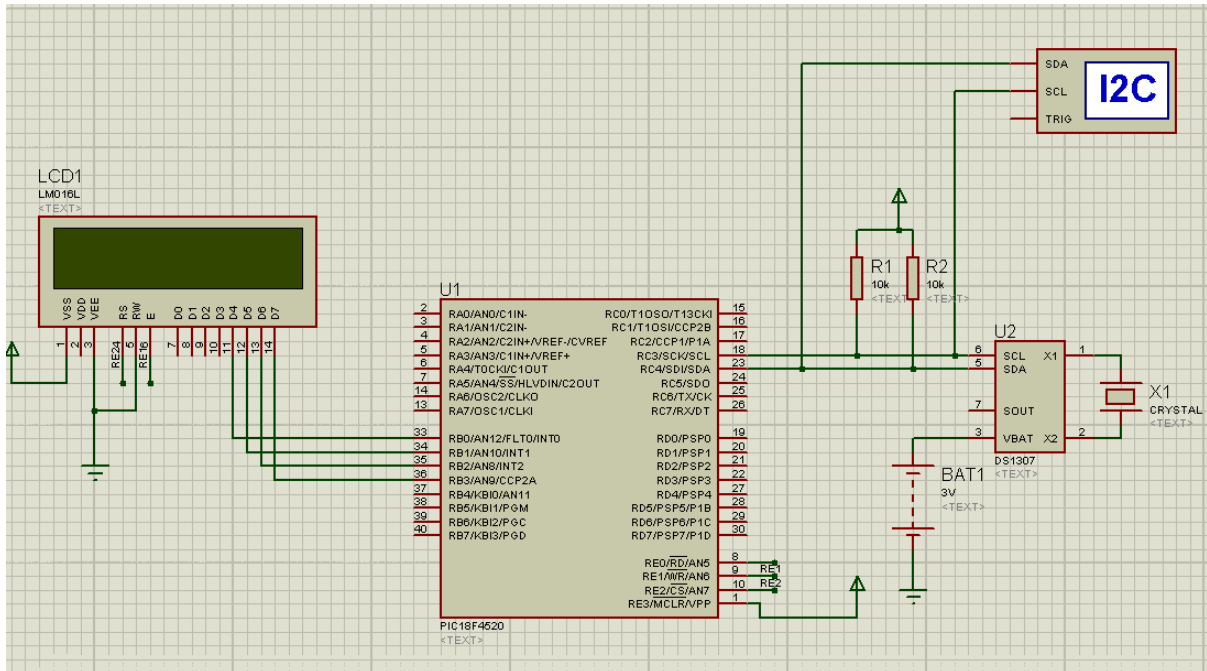 SDA
SCL
TRIG
I2C
LCD1
LM016L
<TEXT>
VSS
VDD
VEE
RS
RW
E
D0
D1
D2
D3
D4
D5
D6
D7
1
2
3
4
5
6
7
8
9
10
11
12
13
14
RE2
RE1
R1
10k
<TEXT>
R2
10k
<TEXT>
U1
2 RA0/AN0/C1IN-
3 RA1/AN1/C2IN-
4 RA2/AN2/C2IN+/VREF-/CVREF
5 RA3/AN3/C1IN+/VREF+
6 RA4/T0CKI/C1OUT
7 RA5/AN4/SS/HLVDIN/C2OUT
14 RA6/OSC2/CLKO
13 RA7/OSC1/CLKI
33 RB0/AN12/FLT0/INT0
34 RB1/AN10/INT1
35 RB2/AN8/INT2
36 RB3/AN9/CCP2A
37 RB4/KBI0/AN11
38 RB5/KBI1/PGM
39 RB6/KBI2/PGC
40 RB7/KBI3/PGD
RC0/T1OSO/T13CKI 15
RC1/T1OSI/CCP2B 16
RC2/CCP1/P1A 17
RC3/SCK/SCL 18
RC4/SDI/SDA 23
RC5/SDO 24
RC6/TX/CK 25
RC7/RX/DT 26
RD0/PSP0 19
RD1/PSP1 20
RD2/PSP2 21
RD3/PSP3 22
RD4/PSP4 27
RD5/PSP5/P1B 28
RD6/PSP6/P1C 29
RD7/PSP7/P1D 30
RE0/RD/AN5 8
RE1/WR/AN6 9
RE2/CS/AN7 10
RE3/MCLR/VPP 1
RE1
RE2
PIC18F4520
<TEXT>
U2
6 SCL X1 1
5 SDA
7 SOUT
3 VBAT X2 2
DS1307
<TEXT>
X1
CRYSTAL
<TEXT>
BAT1
3V
<TEXT>